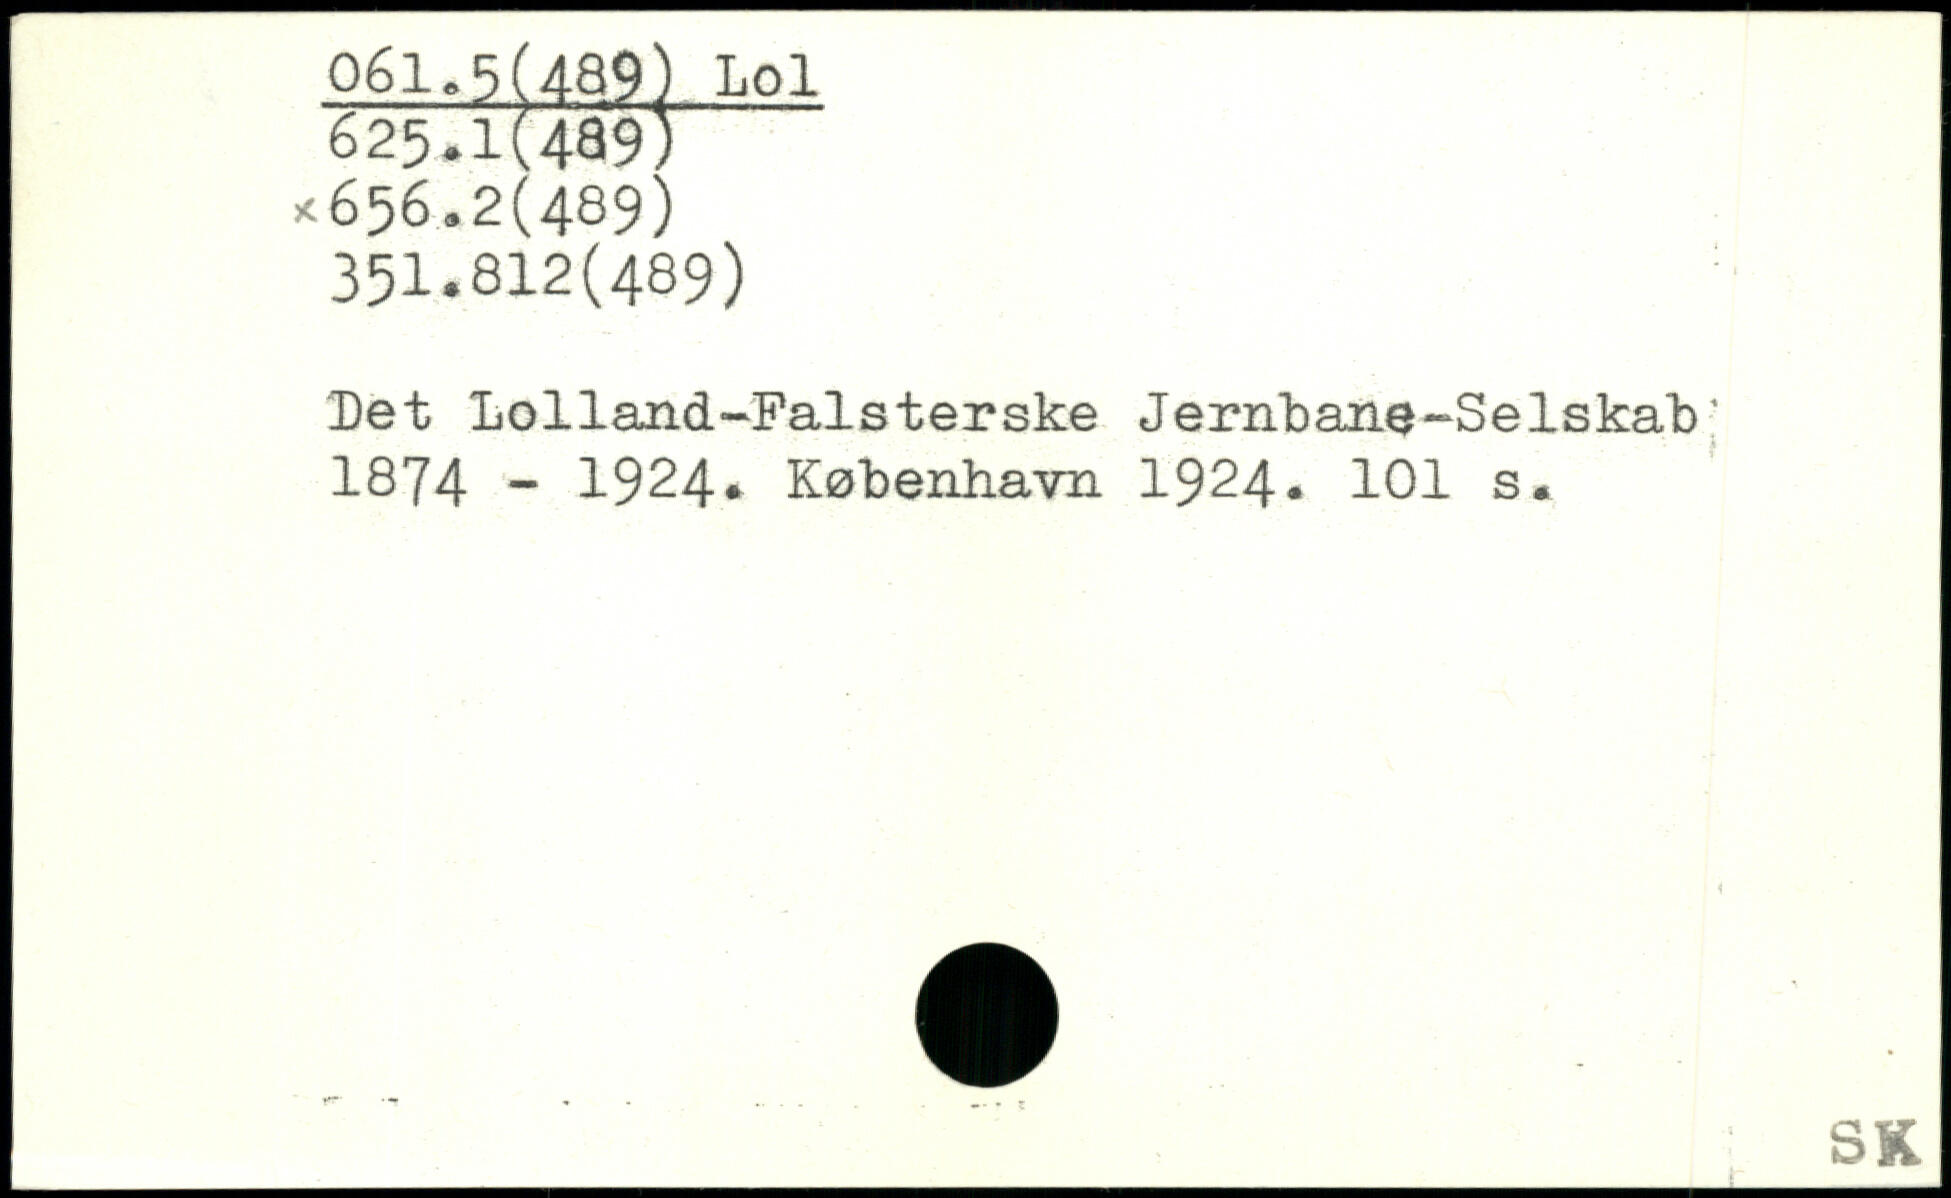 061.5(489) Lol
625.1(489)
x656.2(489)
351.812(489)
Det Lolland-Falsterske Jernbane-Selskab
1874 - 1924. København 1924. 101 s.
SK